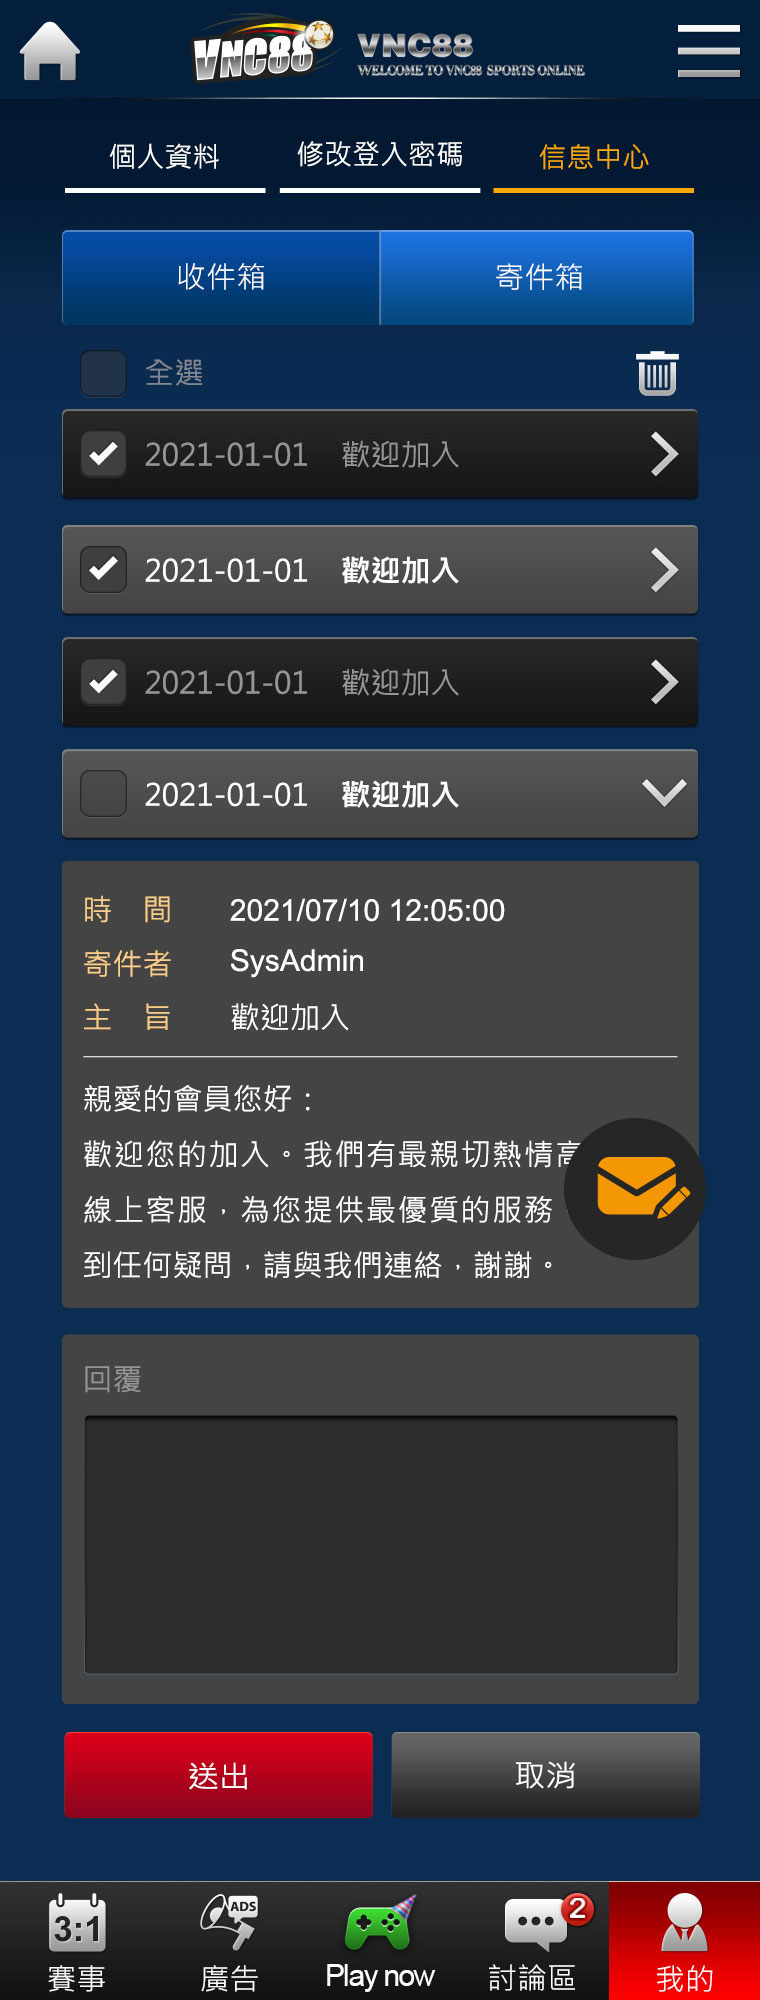 VNC88
VNC88
WELCOME TO VNC88 SPORTS ONLINE
個人資料
修改登入密碼
信息中心
收件箱
寄件箱
全選
2021-01-01 歡迎加入
2021-01-01 歡迎加入
2021-01-01 歡迎加入
2021-01-01 歡迎加入
時 間 2021/07/10 12:05:00
寄件者 SysAdmin
主 旨 歡迎加入
親愛的會員您好：
歡迎您的加入。我們有最親切熱情高
線上客服，為您提供最優質的服務
到任何疑問，請與我們連絡，謝謝。
回覆
送出
取消
3:1
ADS
2
賽事
廣告
Play now
討論區
我的